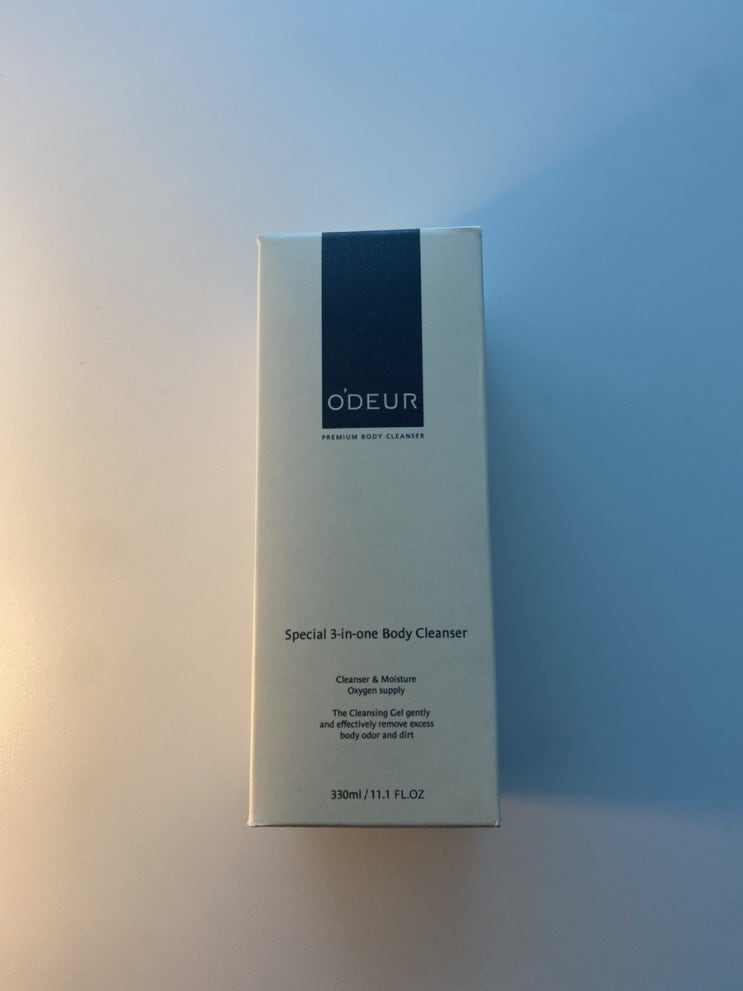 O'DEUR
PREMIUM BODY CLEANSER
Special 3-in-one Body Cleanser
Cleanser & Moisture
Oxygen supply
The Cleansing Gel gently
and effectively remove excess
body odor and dirt
330ml / 11.1 FL.OZ